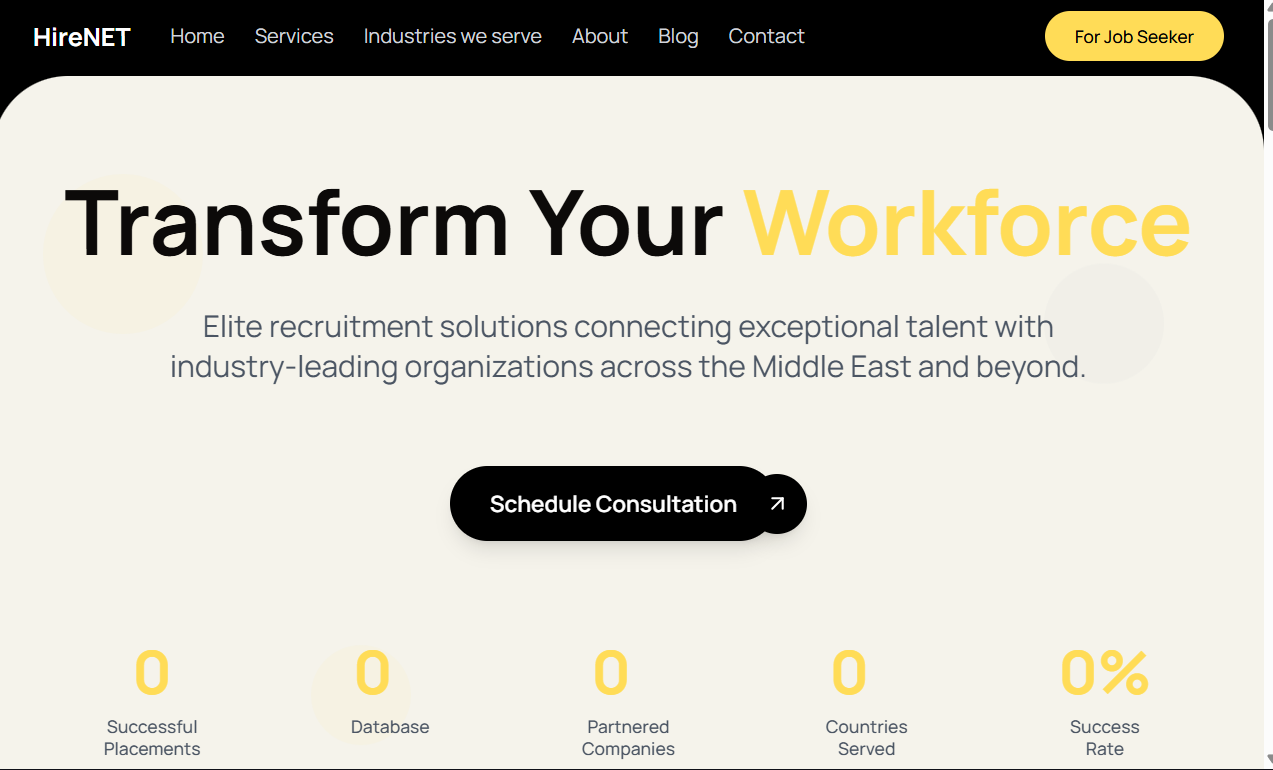 HireNET Home Services Industries we serve About Blog Contact For Job Seeker
Transform Your Workforce
Elite recruitment solutions connecting exceptional talent with
industry-leading organizations across the Middle East and beyond.
Schedule Consultation
0 0 0 0 0%
Successful Database Partnered Countries Success
Placements Companies Served Rate